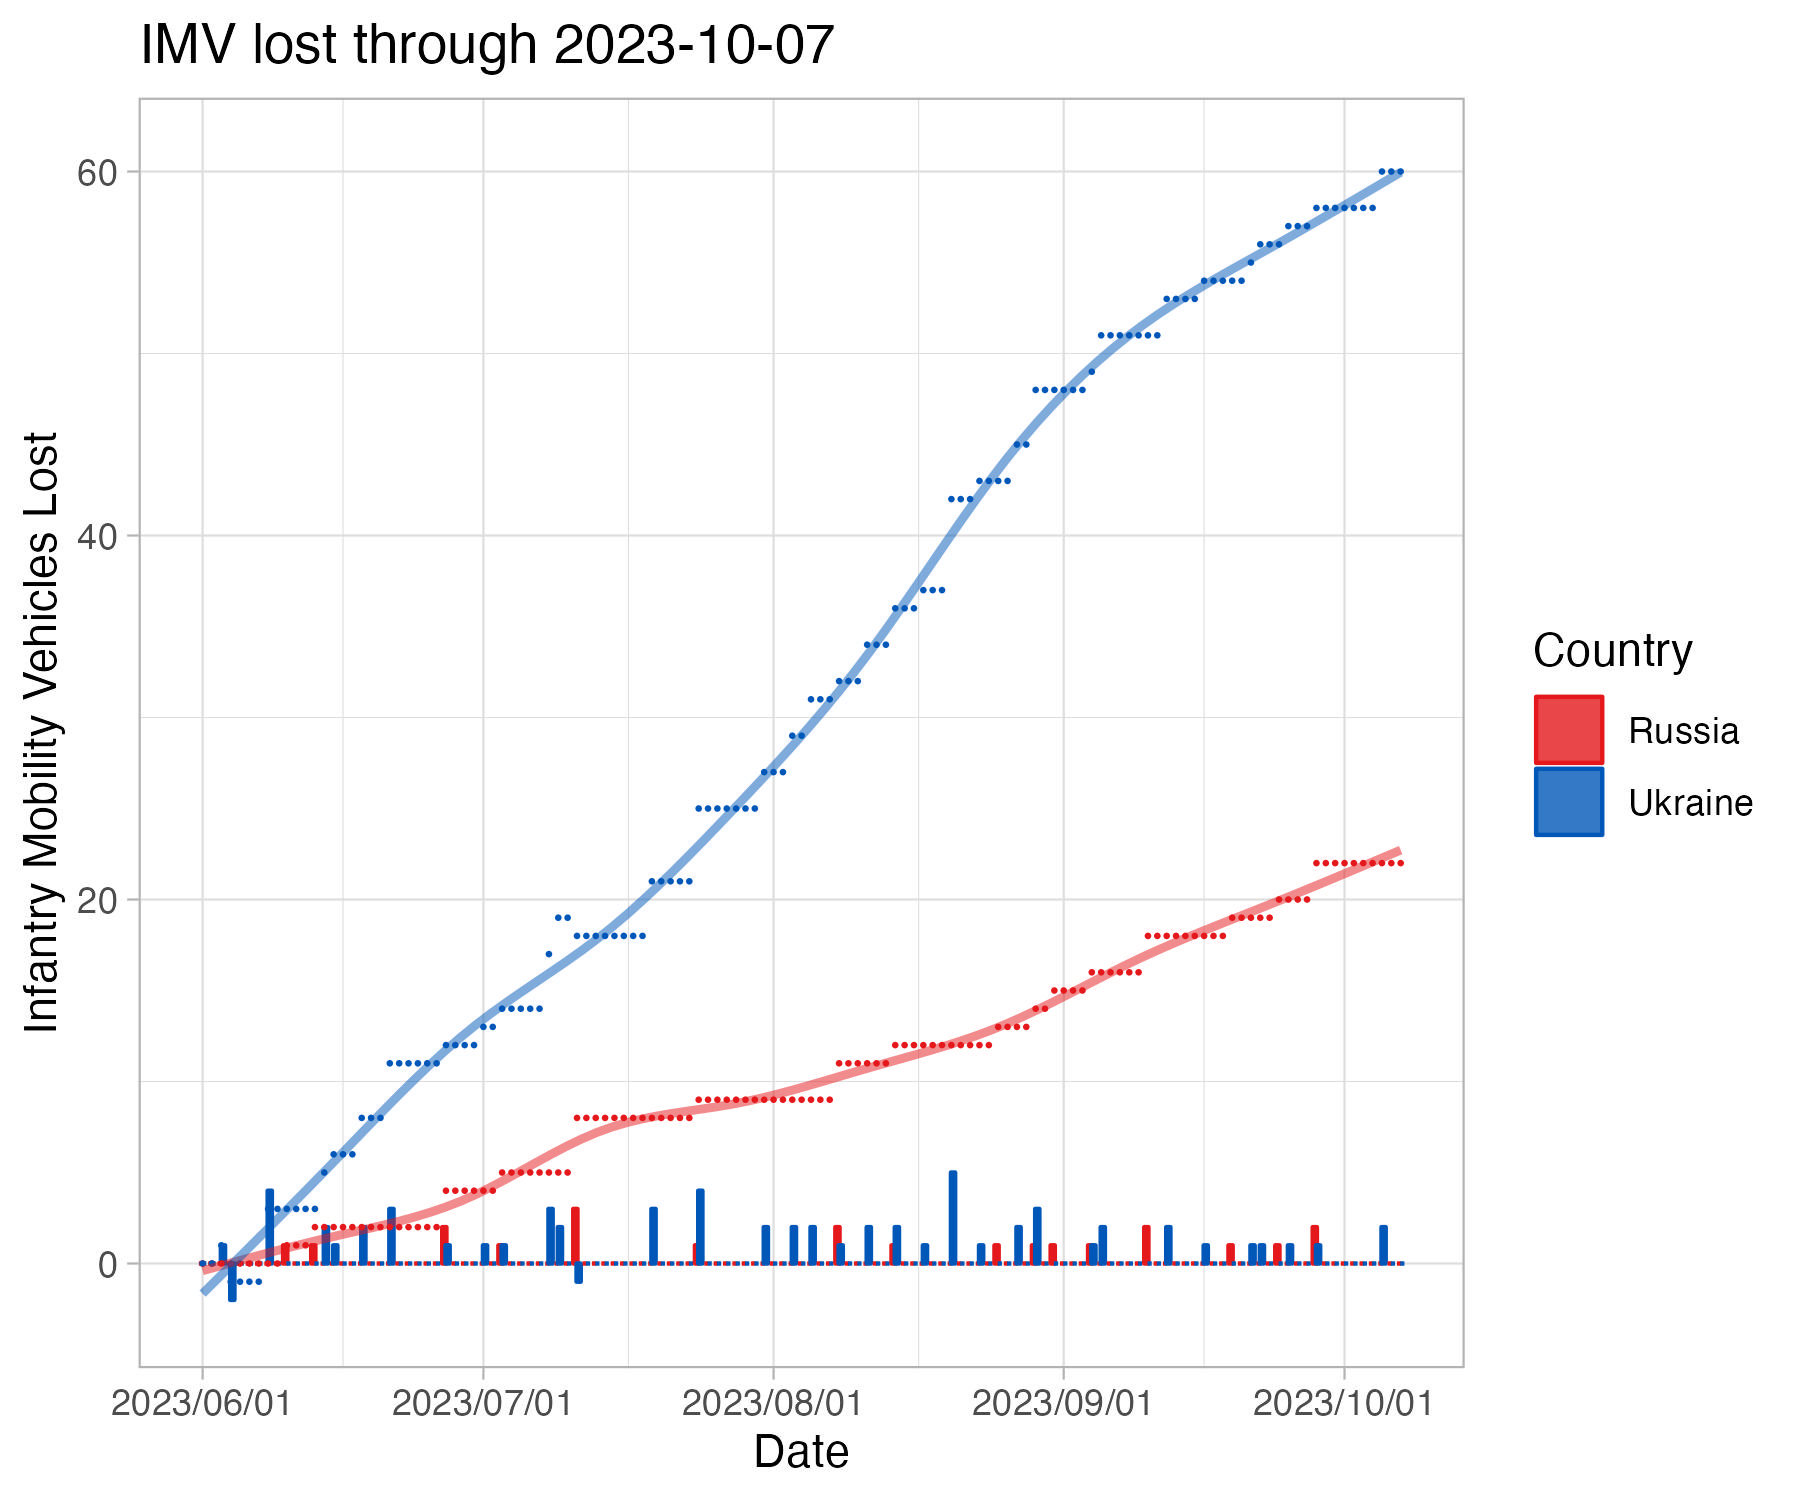 IMV lost through 2023-10-07
Infantry Mobility Vehicles Lost
60
40
20
0
2023/06/01 2023/07/01 2023/08/01 2023/09/01 2023/10/01
Date
Country
Russia
Ukraine